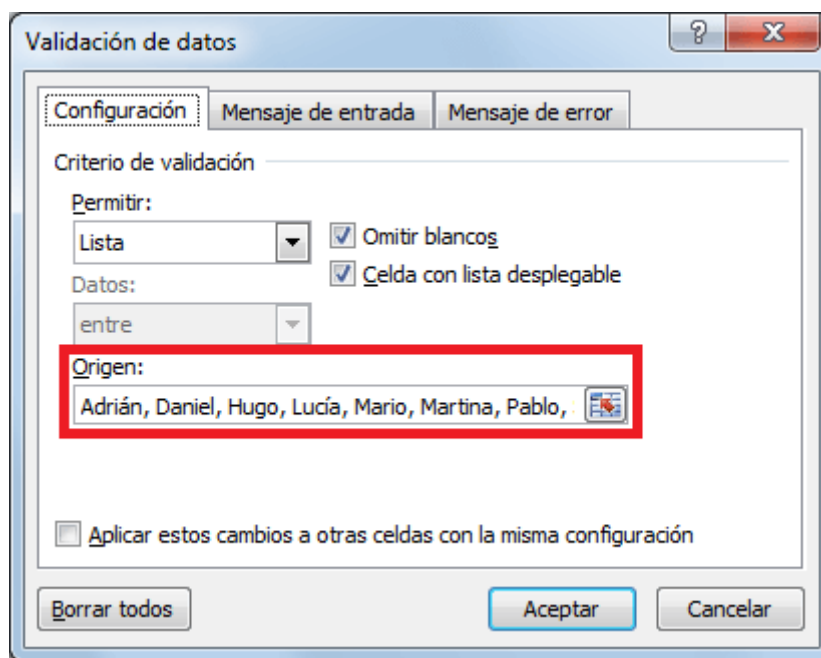 Validación de datos
Configuración Mensaje de entrada Mensaje de error
Criterio de validación
Permitir:
Lista
Omitir blancos
Datos:
Celda con lista desplegable
entre
Origen:
Adrián, Daniel, Hugo, Lucía, Mario, Martina, Pablo,
Aplicar estos cambios a otras celdas con la misma configuración
Borrar todos Aceptar Cancelar